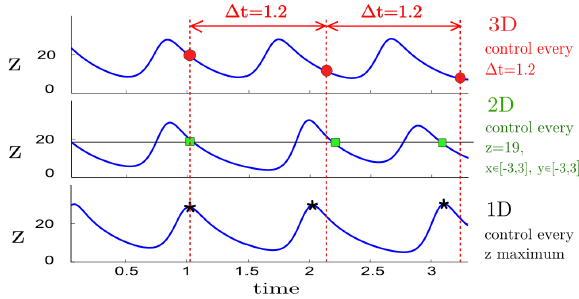 Δt=1.2 Δt=1.2 3D
20 control every
z Δt=1.2
0
2D
20 control every
z z=19,
0 x∈[-3,3], y∈[-3,3]
1D
20 control every
z z maximum
0
0.5 1 1.5 2 2.5 3
time